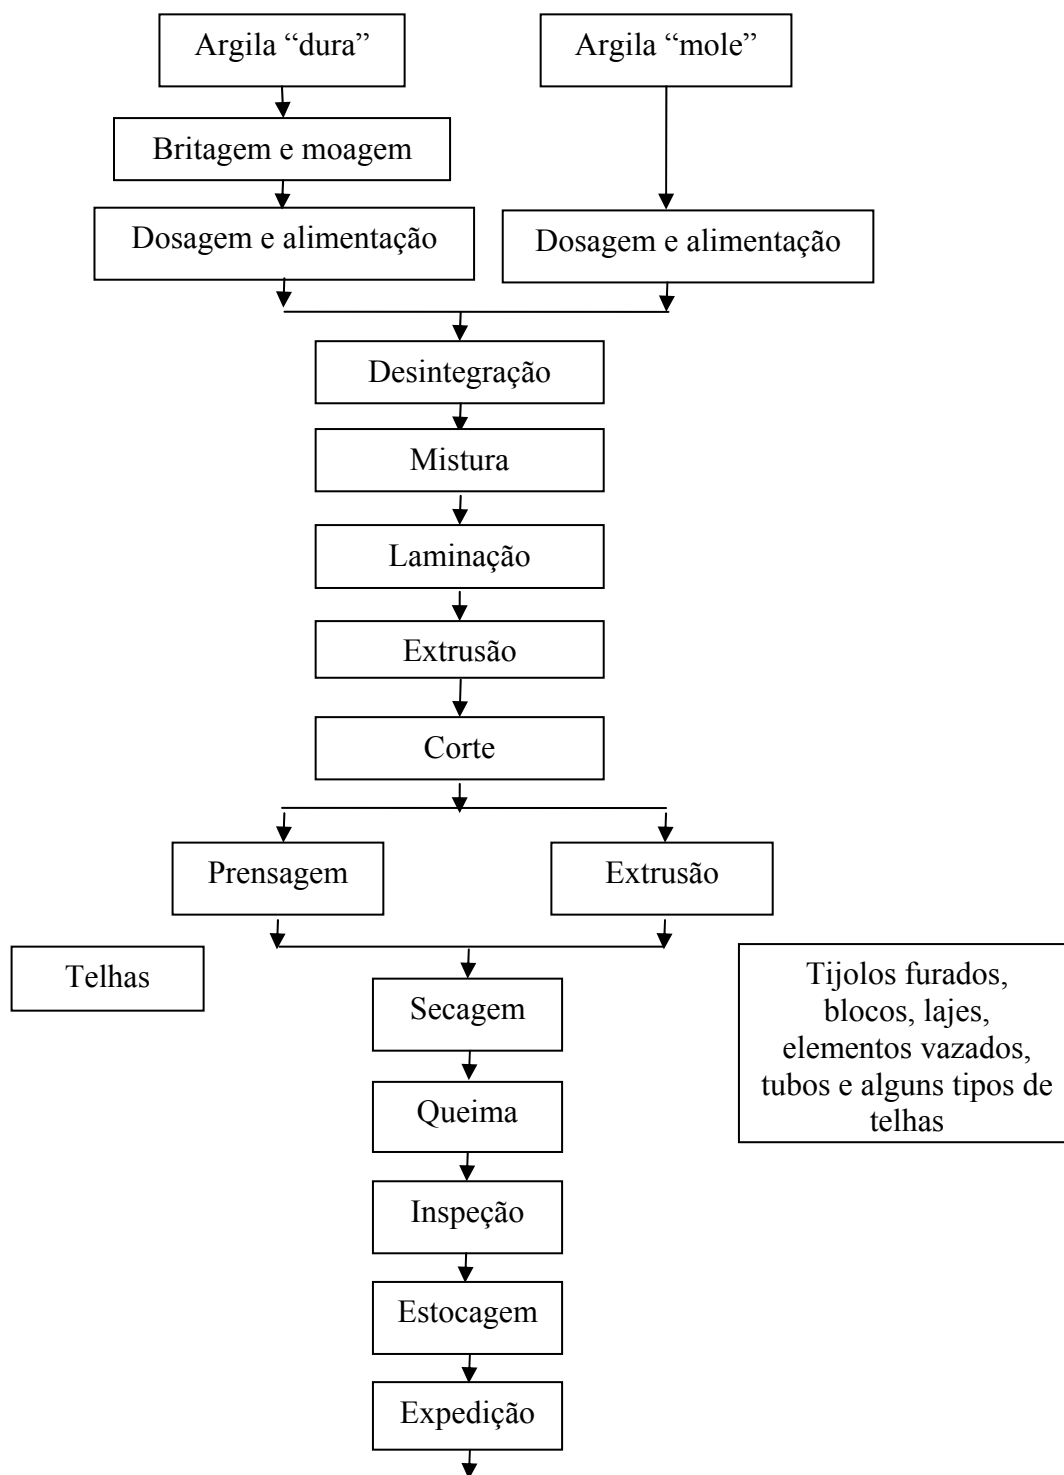 Argila “dura”
Argila “mole”
Britagem e moagem
Dosagem e alimentação
Dosagem e alimentação
Desintegração
Mistura
Laminação
Extrusão
Corte
Prensagem
Extrusão
Telhas
Tijolos furados,
blocos, lajes,
elementos vazados,
tubos e alguns tipos de
telhas
Secagem
Queima
Inspeção
Estocagem
Expedição